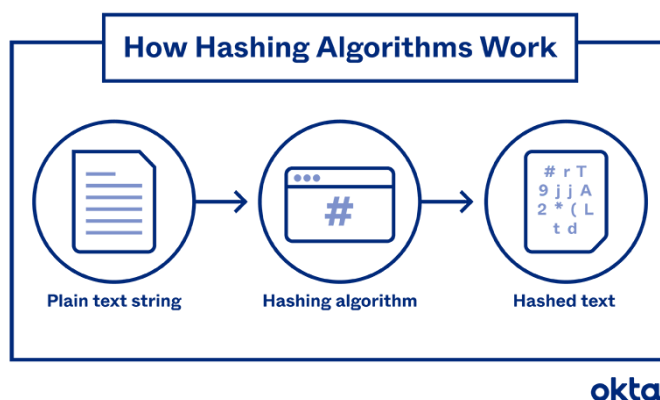 How Hashing Algorithms Work
#
# r T
9 j j A
2 * ( L
t d
Plain text string
Hashing algorithm
Hashed text
okta